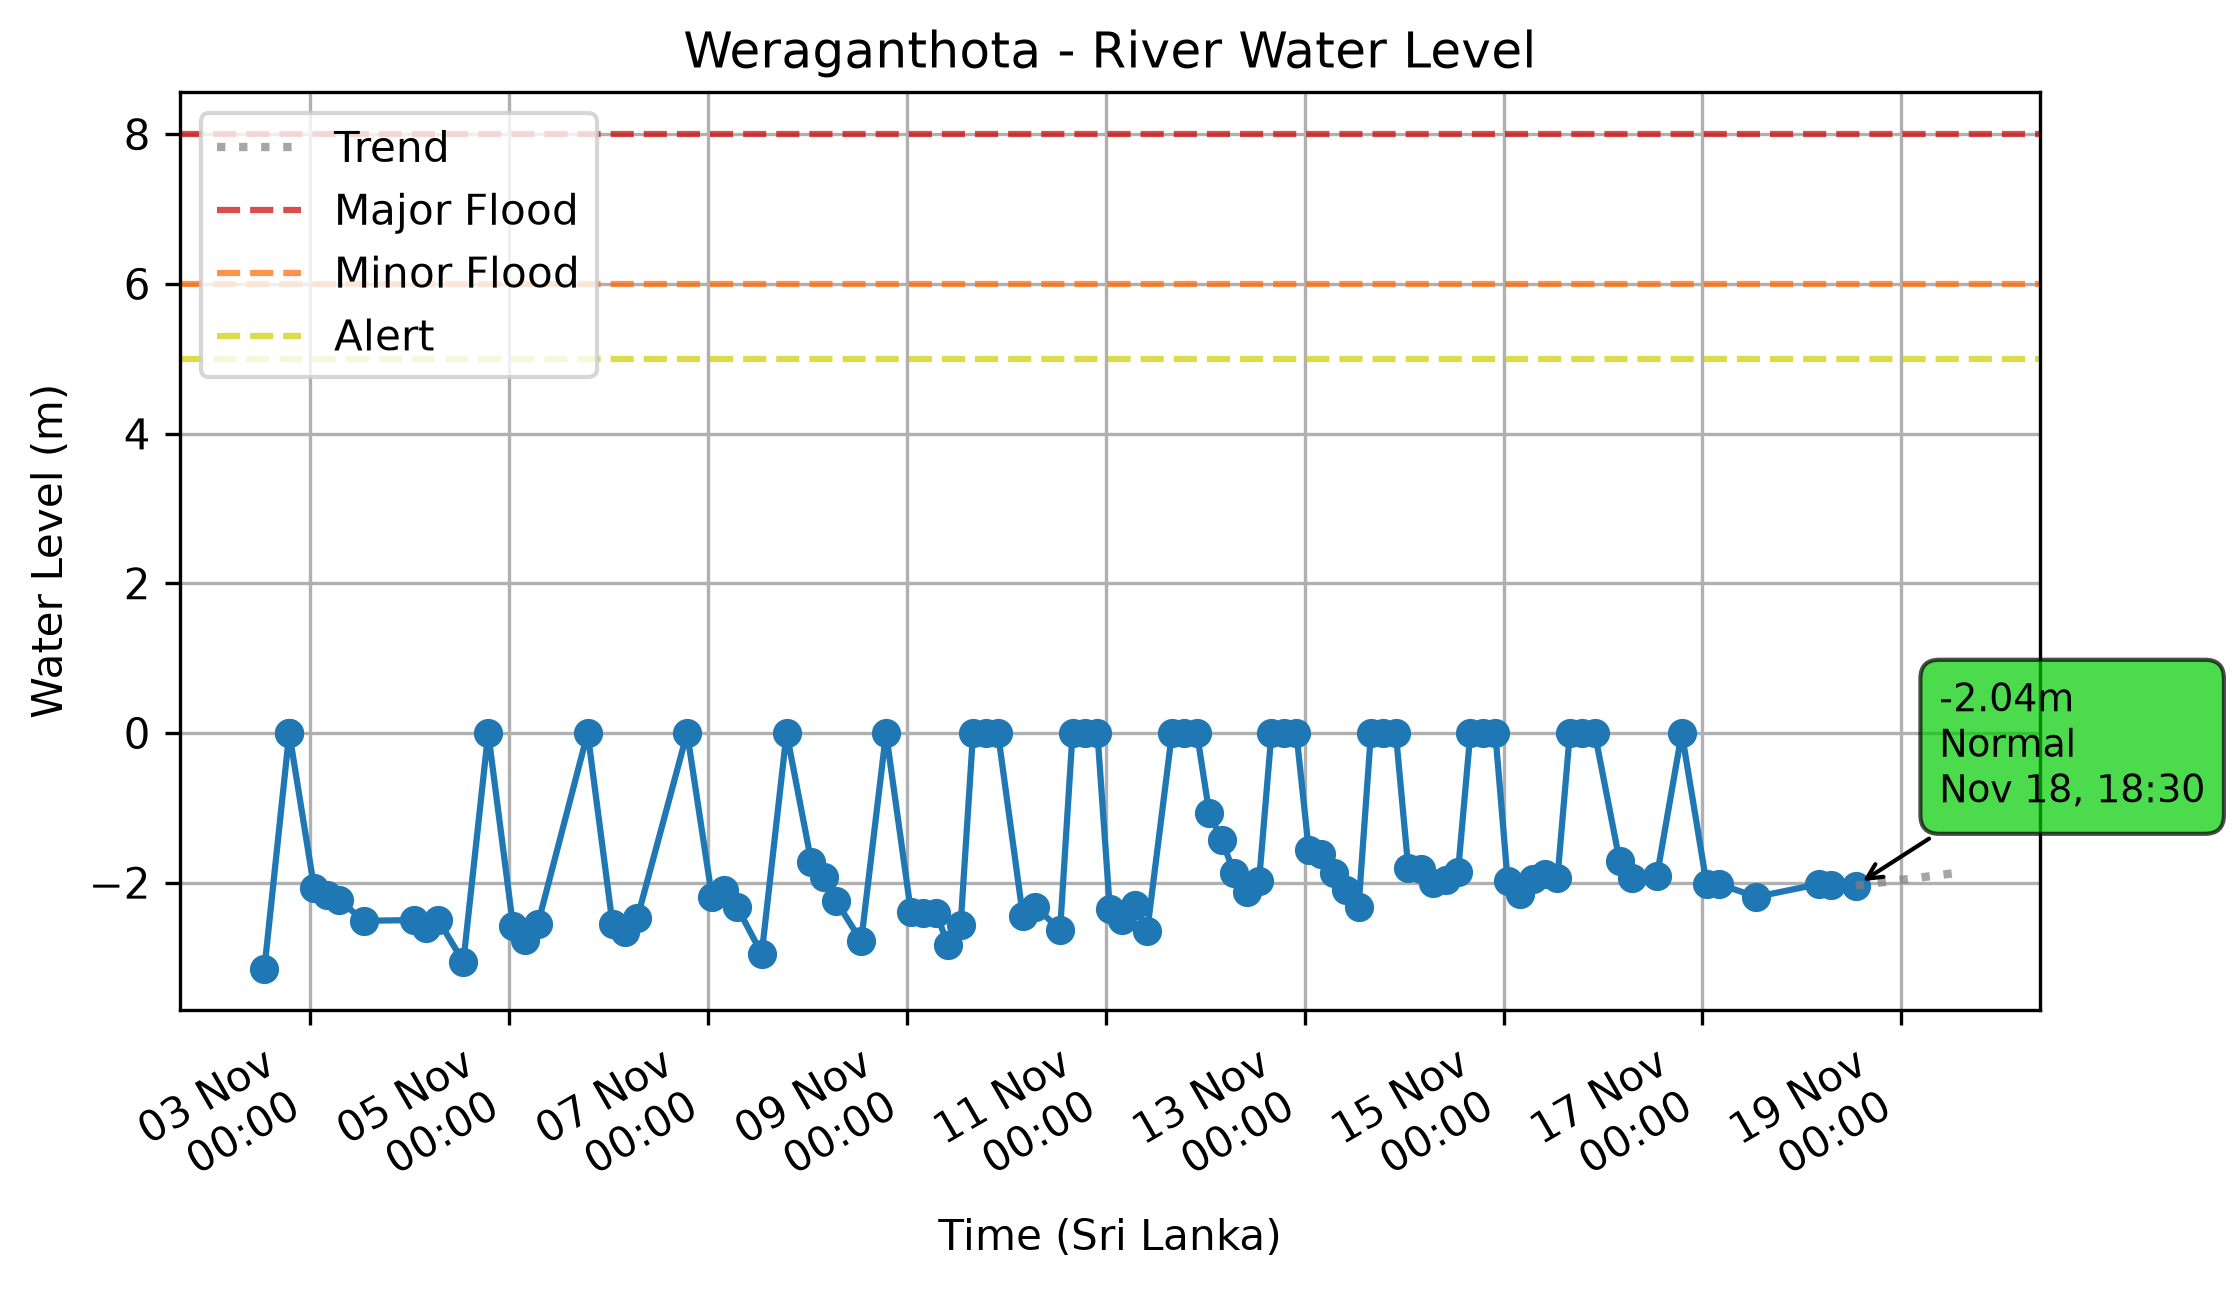 Weraganthota - River Water Level
Trend
Major Flood
Minor Flood
Alert
Water Level (m)
8
6
4
2
0
−2
-2.04m
Normal
Nov 18, 18:30
03 Nov
00:00
05 Nov
00:00
07 Nov
00:00
09 Nov
00:00
11 Nov
00:00
13 Nov
00:00
15 Nov
00:00
17 Nov
00:00
19 Nov
00:00
Time (Sri Lanka)